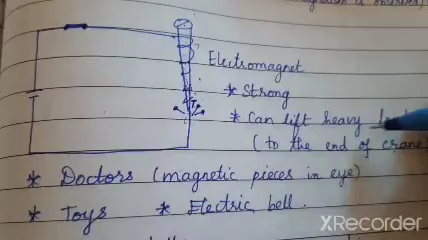 Electromagnet
* Strong
* Can lift heavy
(to the end of crane
* Doctors (magnetic pieces in eye)
* Toys * Electric bell.
XRecorder